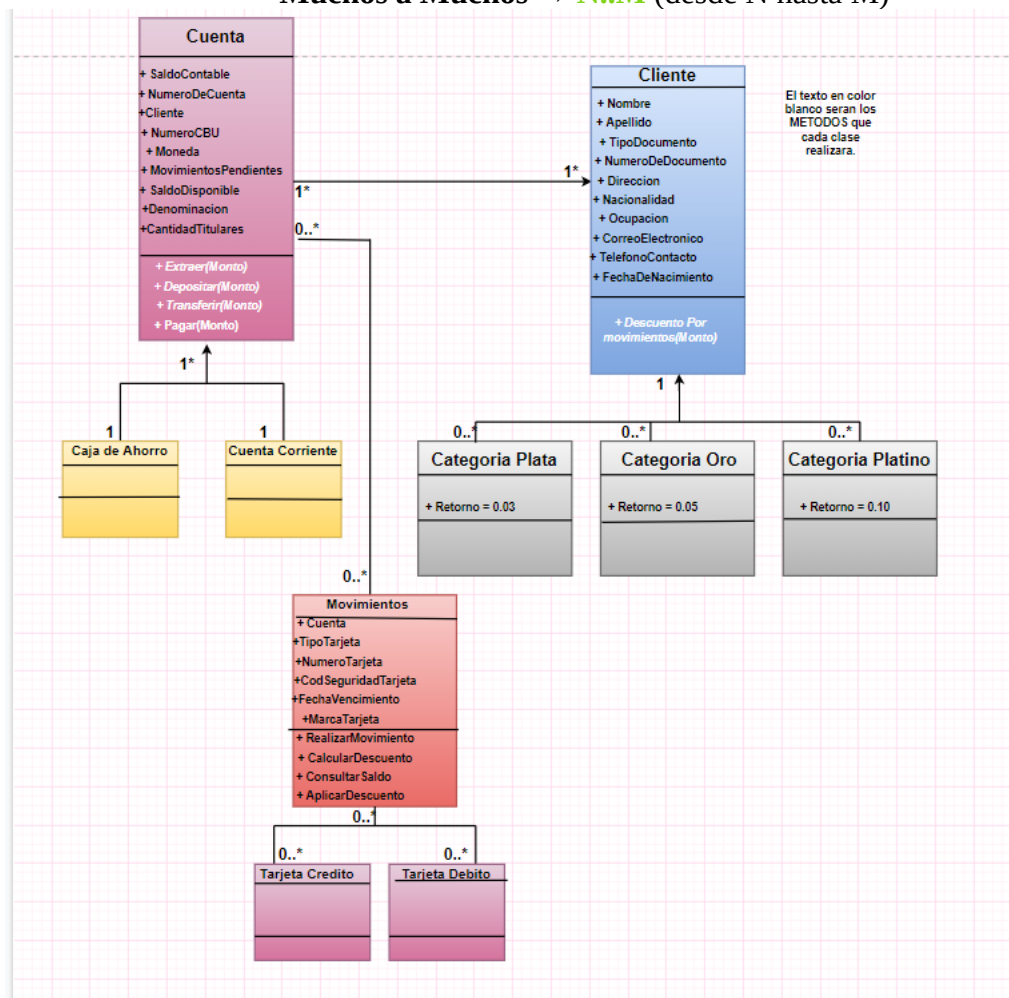 Muchos a Muchos → N..M (desde N hasta M)
Cuenta
+ SaldoContable
+ NumeroDeCuenta
+Cliente
+ NumeroCBU
+ Moneda
+ MovimientosPendientes
+ SaldoDisponible
+Denominacion
+CantidadTitulares
+ Extraer(Monto)
+ Depositar(Monto)
+ Transferir(Monto)
+ Pagar(Monto)
1*
0..*
1*
Cliente
+ Nombre
+ Apellido
+ TipoDocumento
+ NumeroDeDocumento
+ Direccion
+ Nacionalidad
+ Ocupacion
+ CorreoElectronico
+ TelefonoContacto
+ FechaDeNacimiento
+ Descuento Por
movimientos(Monto)
El texto en color
blanco seran los
METODOS que
cada clase
realizara.
1*
1
1
Caja de Ahorro
Cuenta Corriente
1
0..*
0..*
0..*
Categoria Plata
+ Retorno = 0.03
Categoria Oro
+ Retorno = 0.05
Categoria Platino
+ Retorno = 0.10
0..*
Movimientos
+ Cuenta
+TipoTarjeta
+NumeroTarjeta
+CodSeguridadTarjeta
+FechaVencimiento
+MarcaTarjeta
+ RealizarMovimiento
+ CalcularDescuento
+ ConsultarSaldo
+ AplicarDescuento
0..*
0..*
0..*
Tarjeta Credito
Tarjeta Debito